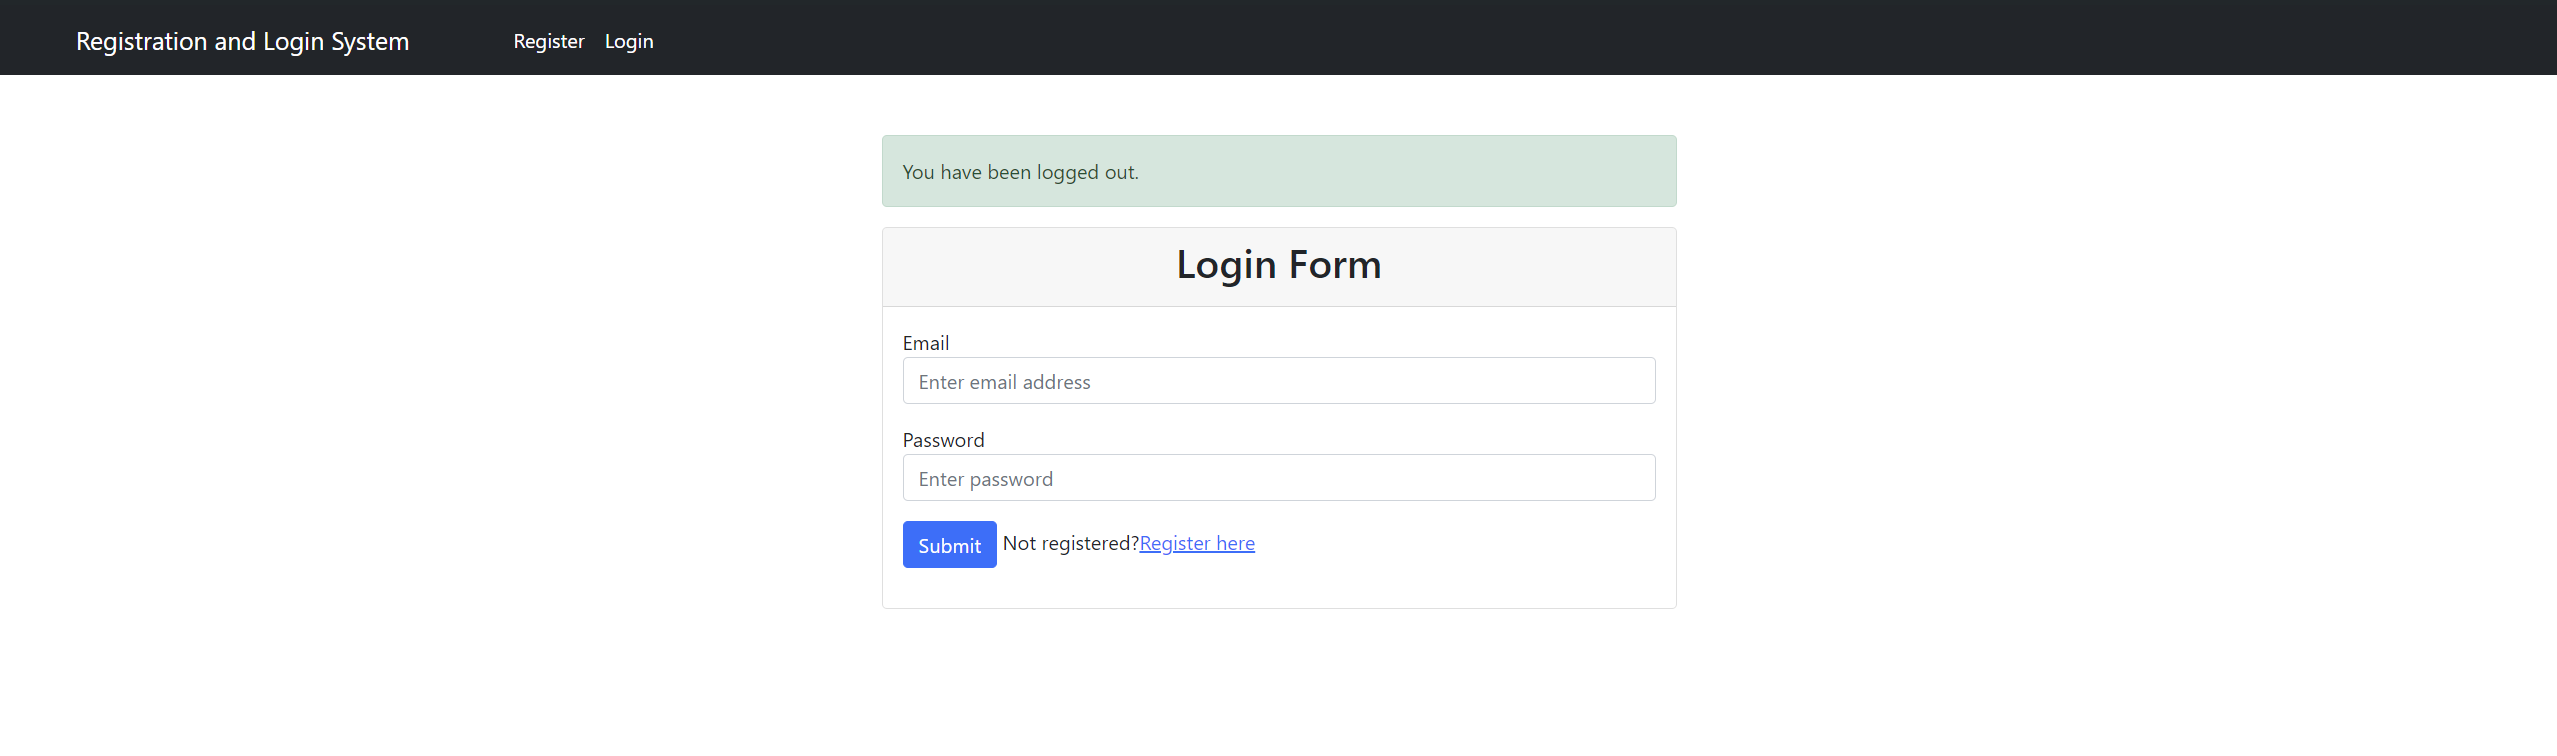 Registration and Login System Register Login
You have been logged out.
Login Form
Email
Enter email address
Password
Enter password
Submit Not registered?Register here